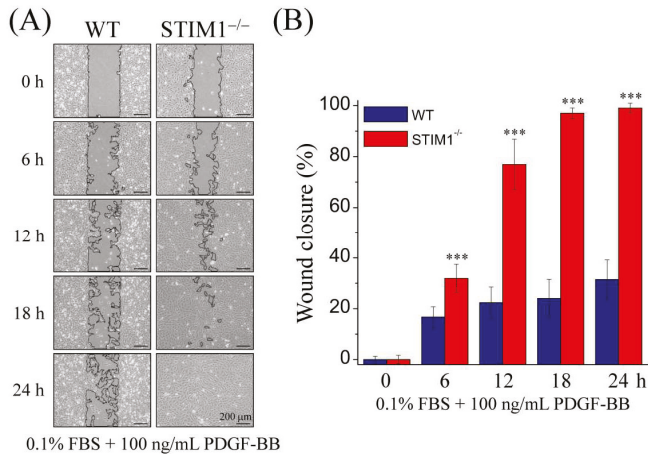 (A)
WT STIM1⁻/⁻
0 h
6 h
12 h
18 h
24 h
200 μm
0.1% FBS + 100 ng/mL PDGF-BB
(B)
Wound closure (%)
100
80
60
40
20
0
WT
STIM1⁻/⁻
***
***
***
***
0 6 12 18 24 h
0.1% FBS + 100 ng/mL PDGF-BB